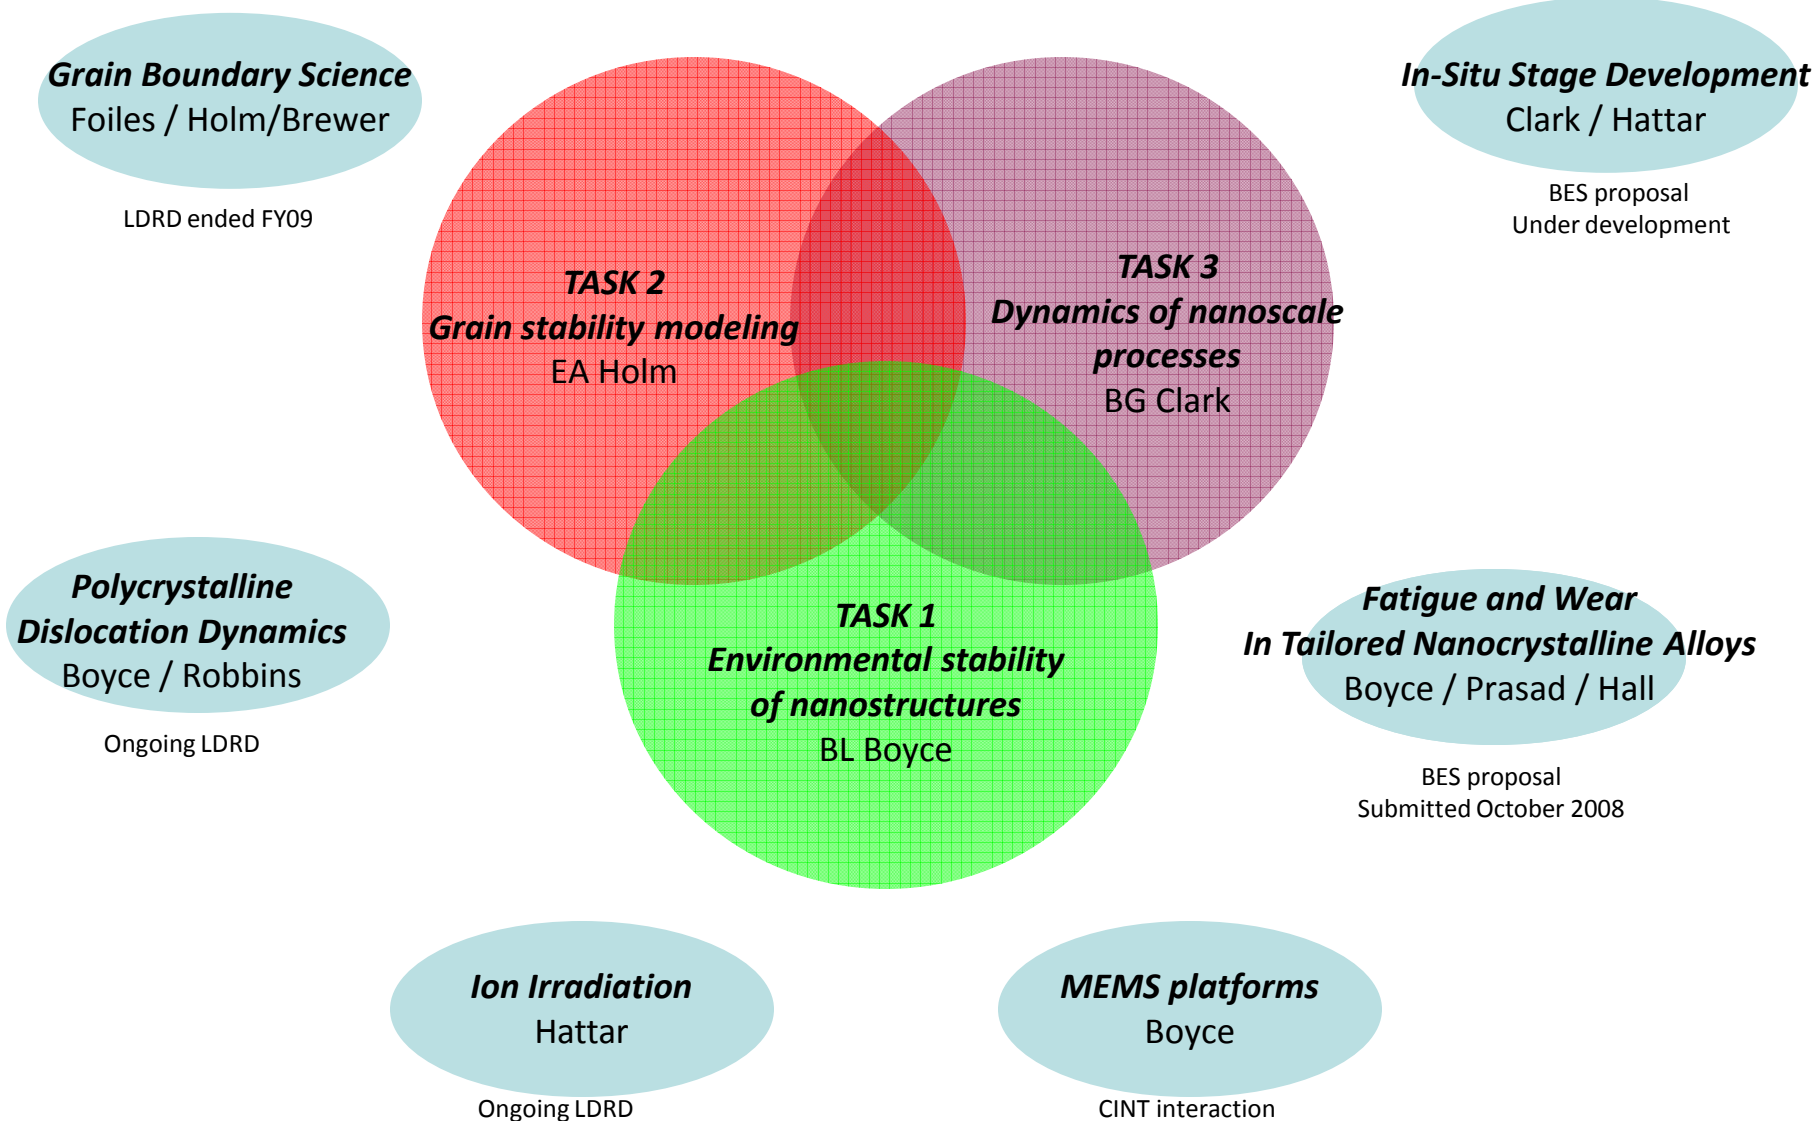 Grain Boundary Science
Foiles / Holm/Brewer
LDRD ended FY09
In-Situ Stage Development
Clark / Hattar
BES proposal
Under development
TASK 2
Grain stability modeling
EA Holm
TASK 3
Dynamics of nanoscale
processes
BG Clark
TASK 1
Environmental stability
of nanostructures
BL Boyce
Polycrystalline
Dislocation Dynamics
Boyce / Robbins
Ongoing LDRD
Fatigue and Wear
In Tailored Nanocrystalline Alloys
Boyce / Prasad / Hall
BES proposal
Submitted October 2008
Ion Irradiation
Hattar
Ongoing LDRD
MEMS platforms
Boyce
CINT interaction